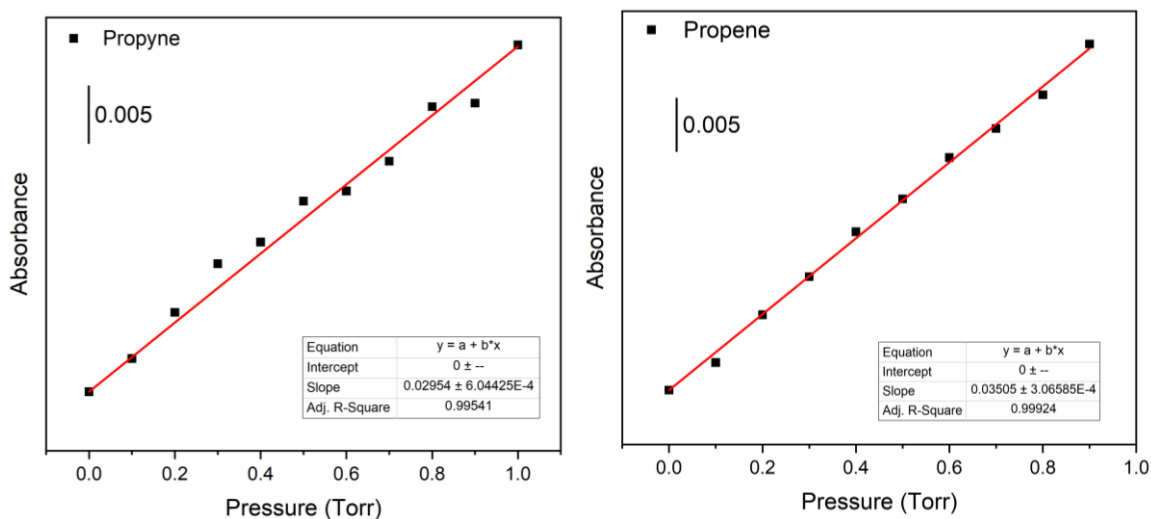 Propyne
0.005
Absorbance
Equation y = a + b*x
Intercept 0 ± --
Slope 0.02954 ± 6.04425E-4
Adj. R-Square 0.99541
0.0 0.2 0.4 0.6 0.8 1.0
Pressure (Torr)
Propene
0.005
Absorbance
Equation y = a + b*x
Intercept 0 ± --
Slope 0.03505 ± 3.06585E-4
Adj. R-Square 0.99924
0.0 0.2 0.4 0.6 0.8 1.0
Pressure (Torr)